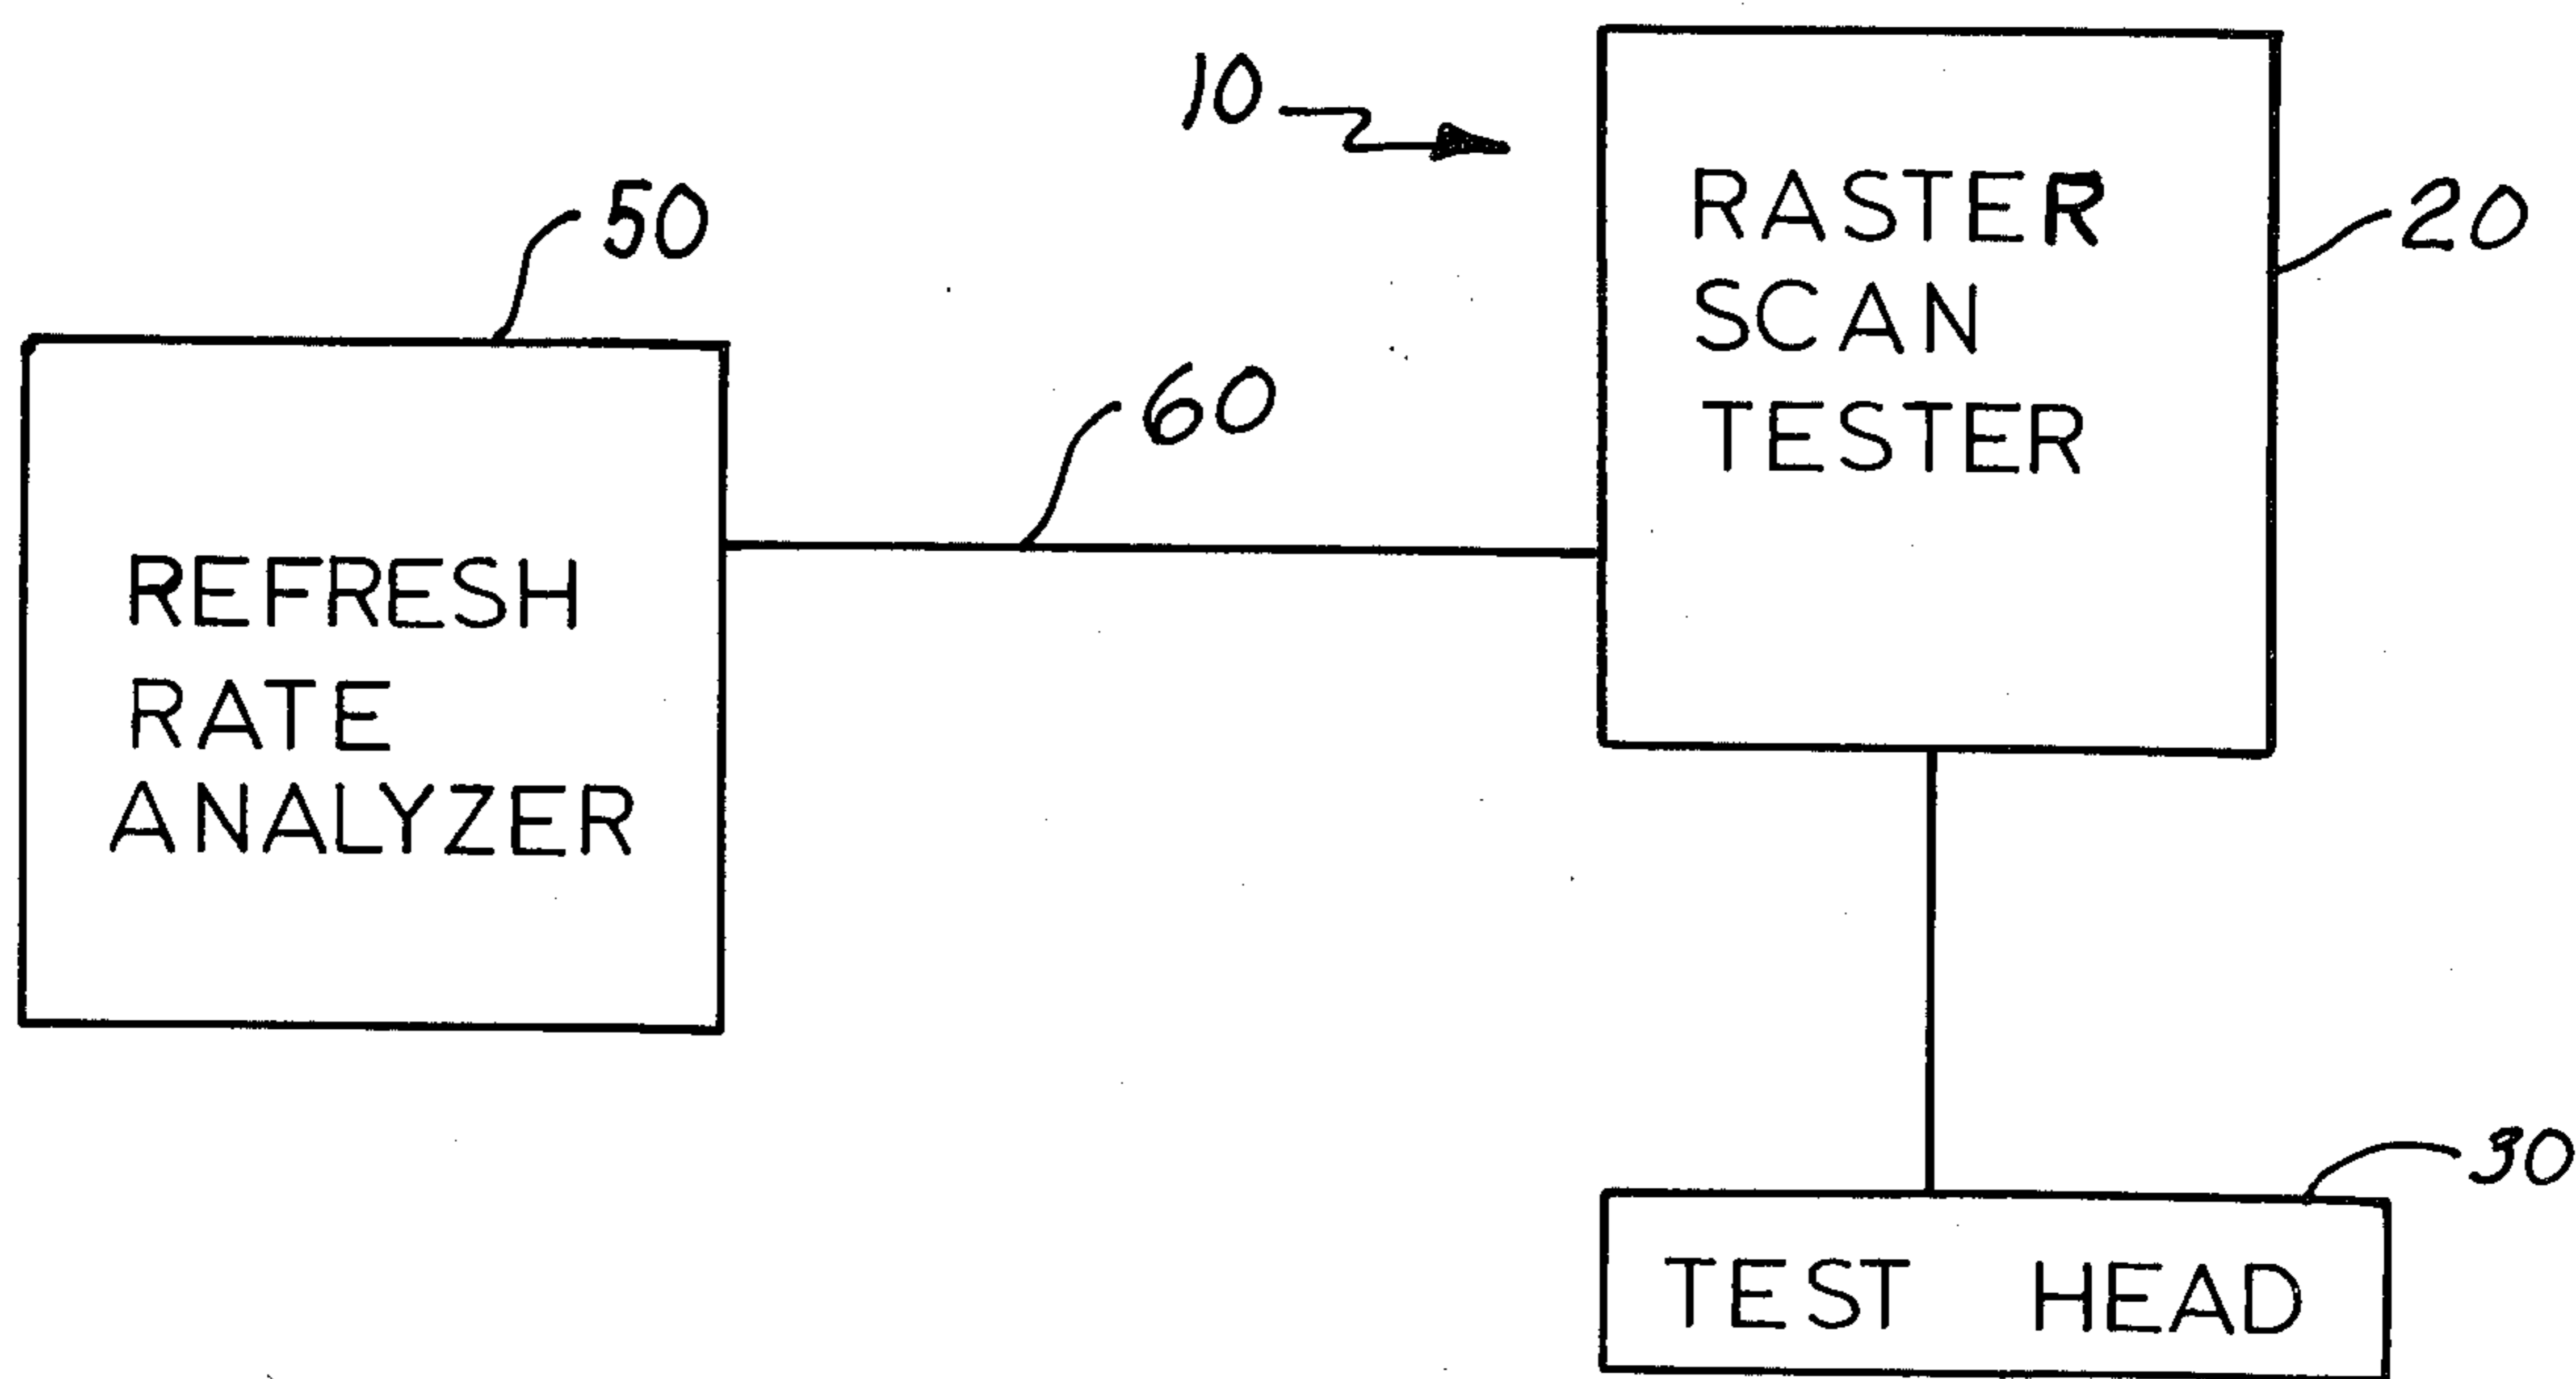 10
RASTER
SCAN
TESTER
20
50
60
REFRESH
RATE
ANALYZER
30
TEST HEAD